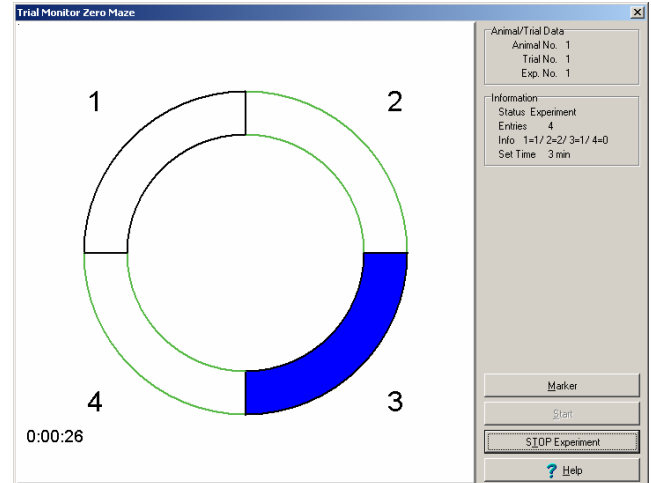 Trial Monitor Zero Maze
1
2
4
3
0:00:26
Animal/Trial Data
Animal No. 1
Trial No. 1
Exp. No. 1
Information
Status Experiment
Entries 4
Info 1=1/ 2=2/ 3=1/ 4=0
Set Time 3 min
Marker
Start
STOP Experiment
? Help